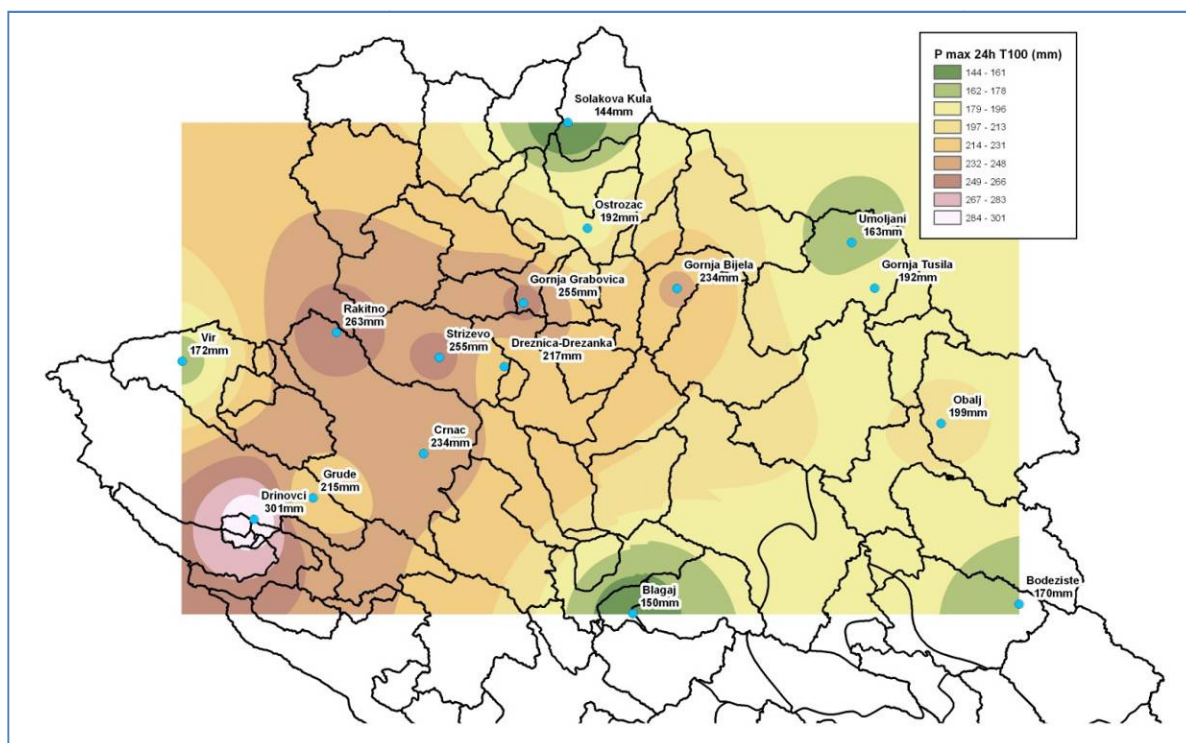 P max 24h T100 (mm)
144 - 161
162 - 178
179 - 196
197 - 213
214 - 231
232 - 248
249 - 266
267 - 283
284 - 301
Solakova Kula
144mm
Ostrozac
192mm
Umoljani
163mm
Gornja Bijela
234mm
Gornja Tusila
192mm
Gornja Grabovica
255mm
Rakitno
263mm
Strizevo
255mm
Dreznica-Drezanka
217mm
Vir
172mm
Obalj
199mm
Crnac
234mm
Grude
215mm
Drinovci
301mm
Blagaj
150mm
Bodeziste
170mm